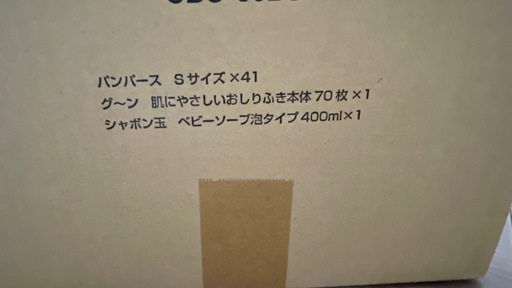 パンパース Sサイズ×41
グ〜ン 肌にやさしいおしりふき本体70枚×1
シャボン玉 ベビーソープ泡タイプ400ml×1